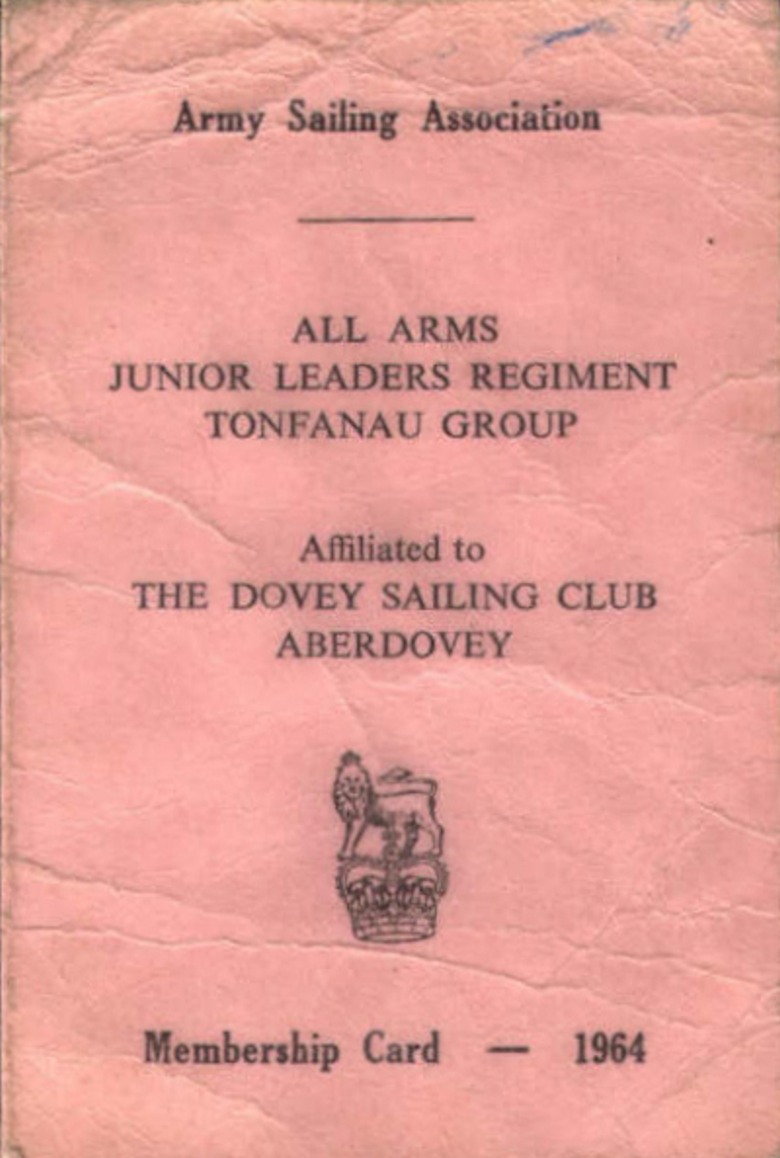 Army Sailing Association
ALL ARMS
JUNIOR LEADERS REGIMENT
TONFANAU GROUP
Affiliated to
THE DOVEY SAILING CLUB
ABERDOVEY
Membership Card — 1964